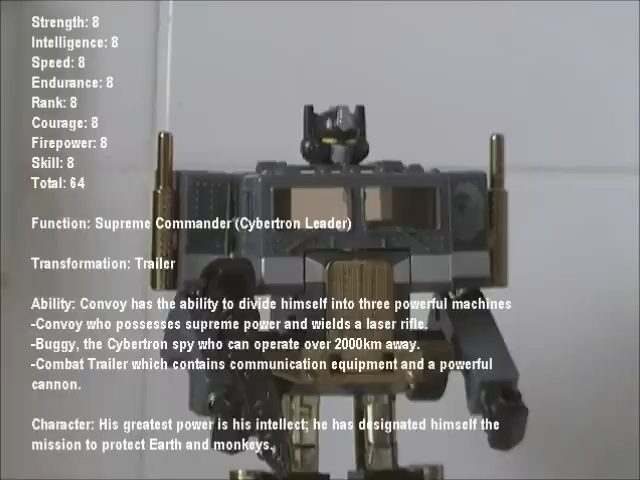 Strength: 8
Intelligence: 8
Speed: 8
Endurance: 8
Rank: 8
Courage: 8
Firepower: 8
Skill: 8
Total: 64
Function: Supreme Commander (Cybertron Leader)
Transformation: Trailer
Ability: Convoy has the ability to divide himself into three powerful machines
-Convoy who possesses supreme power and wields a laser rifle.
-Buggy, the Cybertron spy who can operate over 2000km away.
-Combat Trailer which contains communication equipment and a powerful
cannon.
Character: His greatest power is his intellect; he has designated himself the
mission to protect Earth and monkeys.